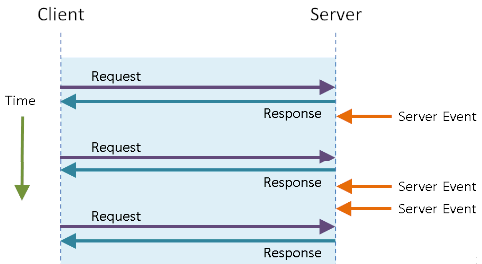 Client
Server
Request
Time
Response
Server Event
Request
Response
Server Event
Server Event
Request
Response